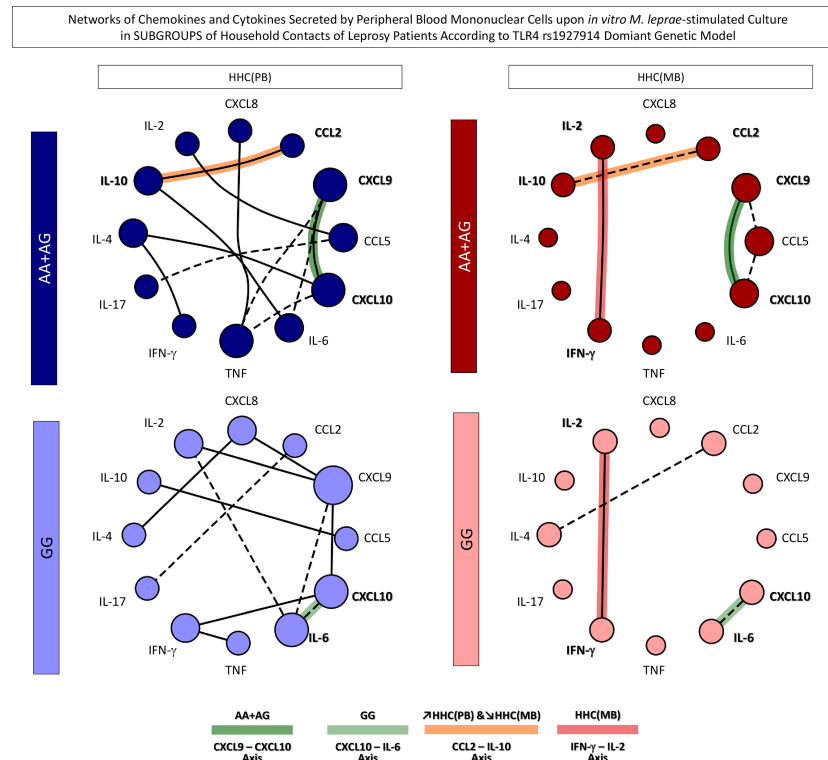 Networks of Chemokines and Cytokines Secreted by Peripheral Blood Mononuclear Cells upon in vitro M. leprae-stimulated Culture
in SUBGROUPS of Household Contacts of Leprosy Patients According to TLR4 rs1927914 Domiant Genetic Model
HHC(PB)
HHC(MB)
AA+AG
CXCL8
IL-2
CCL2
IL-10
CXCL9
IL-4
CCL5
IL-17
CXCL10
IFN-γ
IL-6
TNF
AA+AG
CXCL8
IL-2
CCL2
IL-10
CXCL9
IL-4
CCL5
IL-17
CXCL10
IFN-γ
IL-6
TNF
GG
CXCL8
IL-2
CCL2
IL-10
CXCL9
IL-4
CCL5
IL-17
CXCL10
IFN-γ
IL-6
TNF
GG
CXCL8
IL-2
CCL2
IL-10
CXCL9
IL-4
CCL5
IL-17
CXCL10
IFN-γ
IL-6
TNF
AA+AG
CXCL9 – CXCL10
Axis
GG
CXCL10 – IL-6
Axis
↗HHC(PB) &↘HHC(MB)
CCL2 – IL-10
Axis
HHC(MB)
IFN-γ – IL-2
Axis